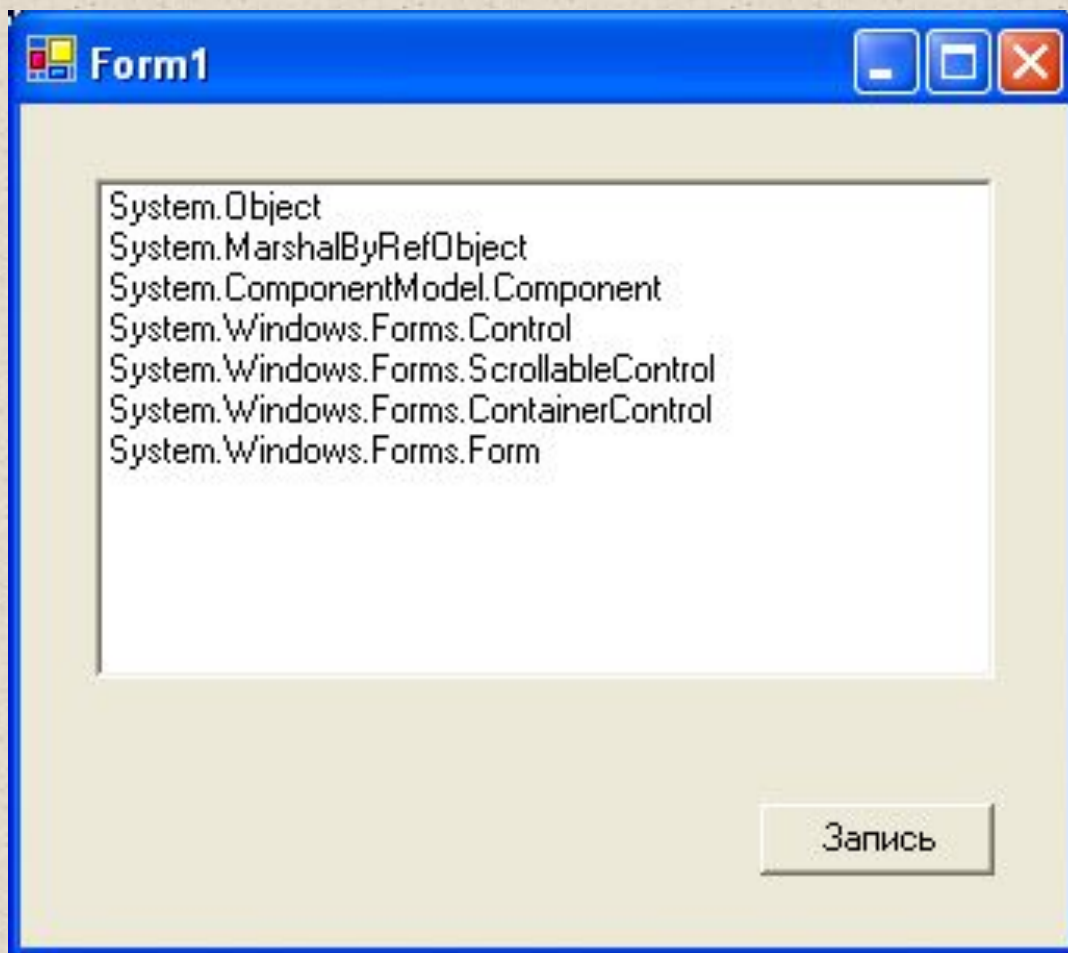 Form1
System.Object
System.MarshalByRefObject
System.ComponentModel.Component
System.Windows.Forms.Control
System.Windows.Forms.ScrollableControl
System.Windows.Forms.ContainerControl
System.Windows.Forms.Form
Запись